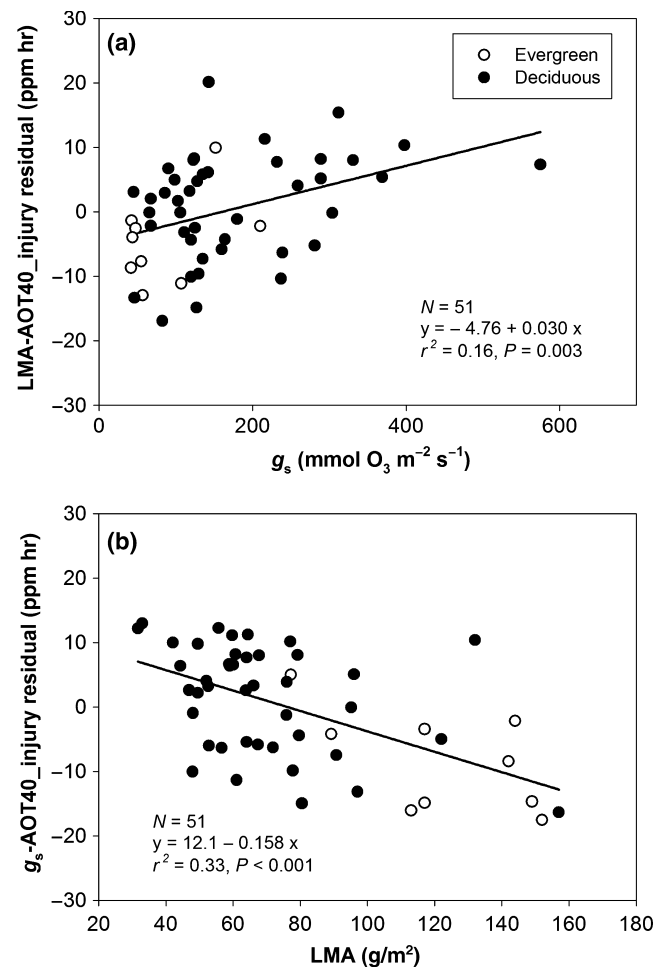 (a)
Evergreen
Deciduous
LMA-AOT40_injury residual (ppm hr)
30
20
10
0
−10
−20
−30
N = 51
y = − 4.76 + 0.030 x
r² = 0.16, P = 0.003
0 200 400 600
gₛ (mmol O₃ m⁻² s⁻¹)
(b)
gₛ-AOT40_injury residual (ppm hr)
30
20
10
0
−10
−20
−30
N = 51
y = 12.1 − 0.158 x
r² = 0.33, P < 0.001
20 40 60 80 100 120 140 160 180
LMA (g/m²)